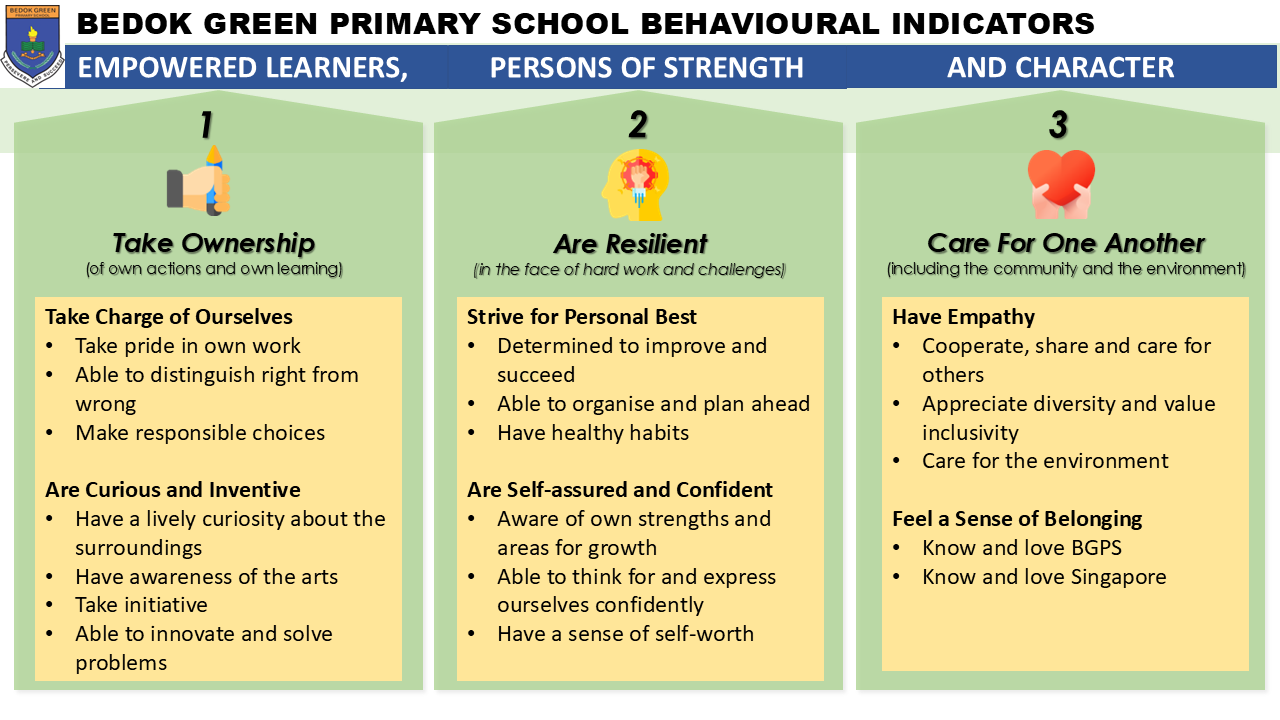 BEDOK GREEN
PRIMARY SCHOOL
PERSEVERE AND SUCCEED
BEDOK GREEN PRIMARY SCHOOL BEHAVIOURAL INDICATORS
EMPOWERED LEARNERS,
PERSONS OF STRENGTH
AND CHARACTER
1
Take Ownership
(of own actions and own learning)
Take Charge of Ourselves
• Take pride in own work
• Able to distinguish right from
wrong
• Make responsible choices
Are Curious and Inventive
• Have a lively curiosity about the
surroundings
• Have awareness of the arts
• Take initiative
• Able to innovate and solve
problems
2
Are Resilient
(in the face of hard work and challenges)
Strive for Personal Best
• Determined to improve and
succeed
• Able to organise and plan ahead
• Have healthy habits
Are Self-assured and Confident
• Aware of own strengths and
areas for growth
• Able to think for and express
ourselves confidently
• Have a sense of self-worth
3
Care For One Another
(including the community and the environment)
Have Empathy
• Cooperate, share and care for
others
• Appreciate diversity and value
inclusivity
• Care for the environment
Feel a Sense of Belonging
• Know and love BGPS
• Know and love Singapore